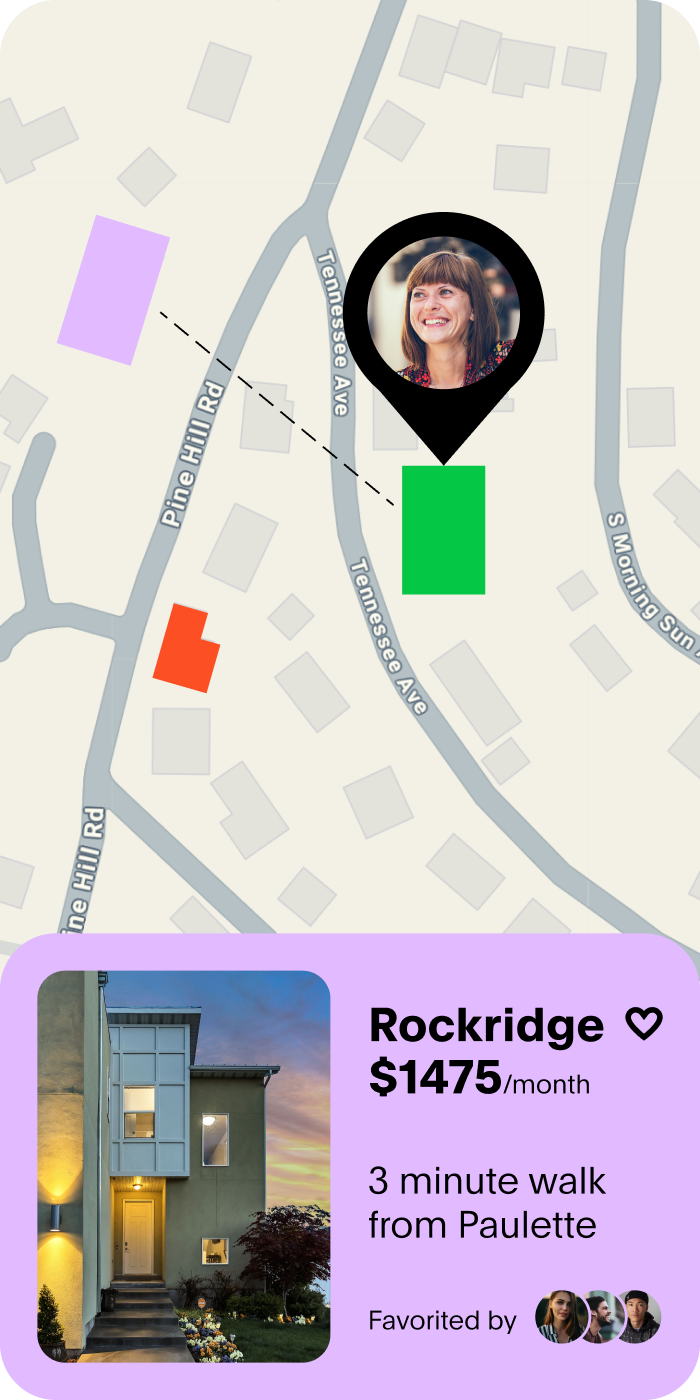 Tennessee Ave
Pine Hill Rd
S Morning Sun
Tennessee Ave
ine Hill Rd
Rockridge
$1475/month
3 minute walk
from Paulette
Favorited by